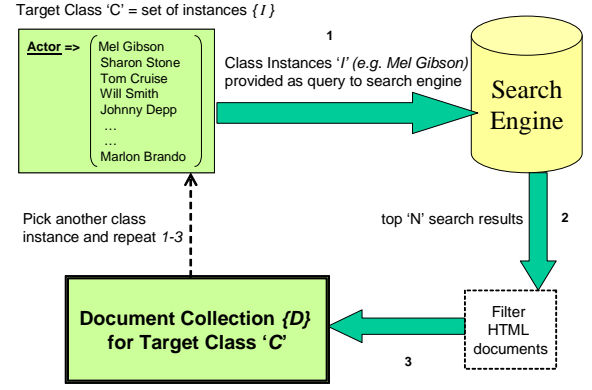 Target Class ‘C’ = set of instances { I }
Actor =>
Mel Gibson
Sharon Stone
Tom Cruise
Will Smith
Johnny Depp
…
…
Marlon Brando
1
Class Instances ‘I’ (e.g. Mel Gibson)
provided as query to search engine
Search
Engine
top ‘N’ search results
2
Filter
HTML
documents
3
Document Collection {D}
for Target Class ‘C’
Pick another class
instance and repeat 1-3